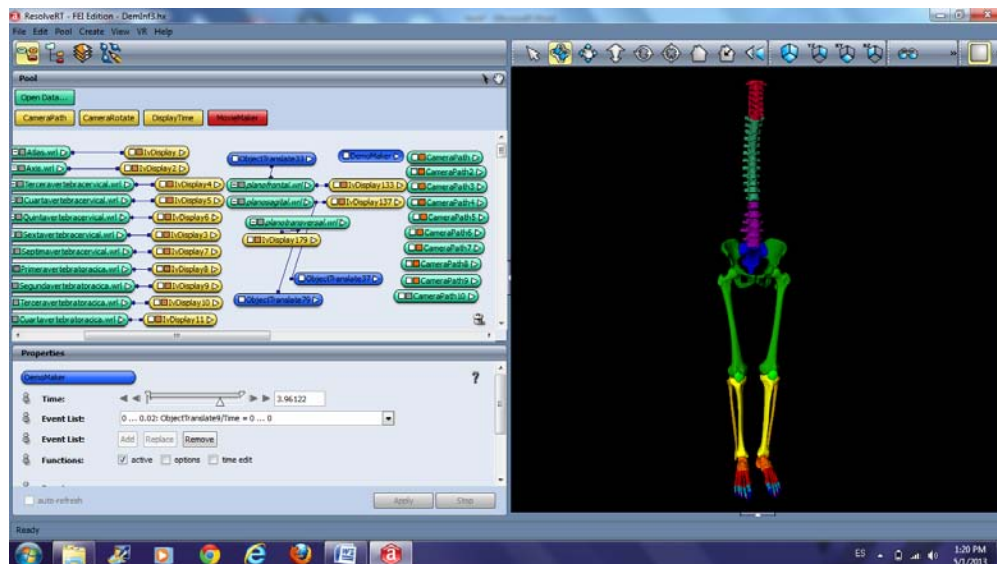 ResolveRT - FEI Edition - DemInf3.hx
File Edit Pool Create View VR Help
Pool
Open Data...
CameraPath CameraRotate DisplayTime MovieMaker
Atlas.wrl IvDisplay ObjectTranslate33 DemoMaker CameraPath
Axis.wrl IvDisplay2 CameraPath2
Terceravertebracervical.wrl IvDisplay4 planofrontal.wrl IvDisplay133 CameraPath3
Cuartavertebracervical.wrl IvDisplay5 planosagital.wrl IvDisplay137 CameraPath4
Quintavertebracervical.wrl IvDisplay6 planotransversal.wrl CameraPath5
Sextavertebracervical.wrl IvDisplay3 IvDisplay179 CameraPath6
Septimavertebracervical.wrl IvDisplay7 CameraPath7
Primeravertebratoracica.wrl IvDisplay8 CameraPath8
Segundavertebratoracica.wrl IvDisplay9 ObjectTranslate37 CameraPath9
Terceravertebratoracica.wrl IvDisplay10 ObjectTranslate79 CameraPath10
Cuartavertebratoracica.wrl IvDisplay11
Properties
DemoMaker ?
Time: 3.96122
Event List: 0 ... 0.02: ObjectTranslate9/Time = 0 ... 0
Event List: Add Replace Remove
Functions: active options time edit
auto-refresh Apply Stop
Ready
ES 1:20 PM
5/1/2013